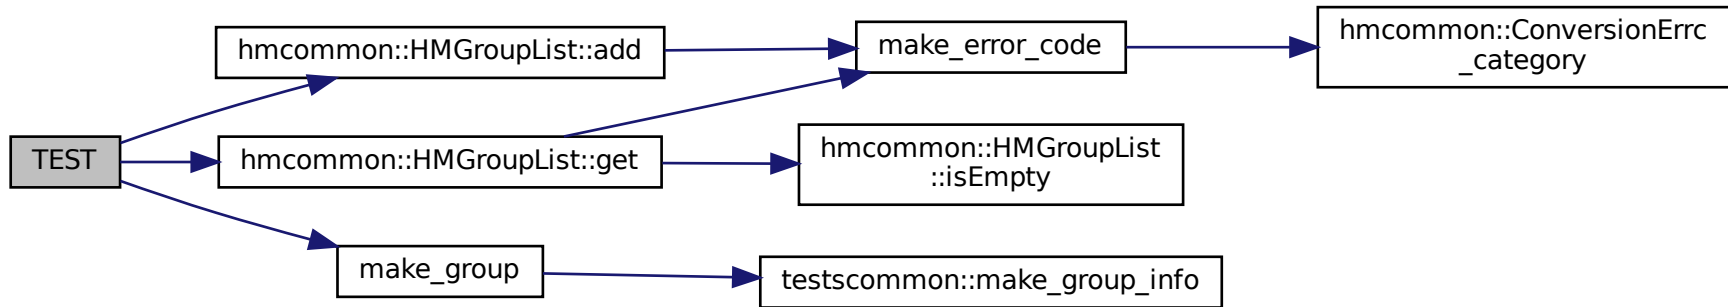 hmcommon::HMGroupList::add
make_error_code
hmcommon::ConversionErrc
_category
TEST
hmcommon::HMGroupList::get
hmcommon::HMGroupList
::isEmpty
make_group
testscommon::make_group_info